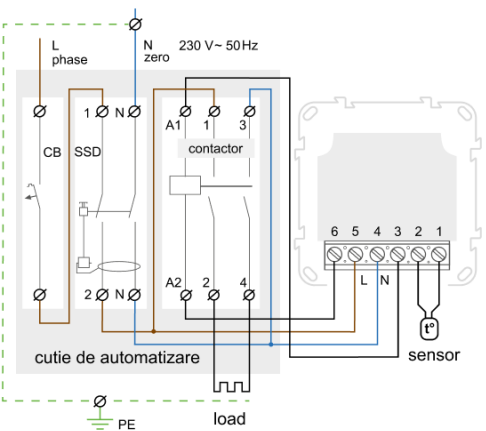 L
phase
N
zero
230 V~ 50 Hz
1 N
A1 1 3
CB SSD
contactor
6 5 4 3 2 1
L N
2 N
A2 2 4
t°
sensor
cutie de automatizare
load
PE